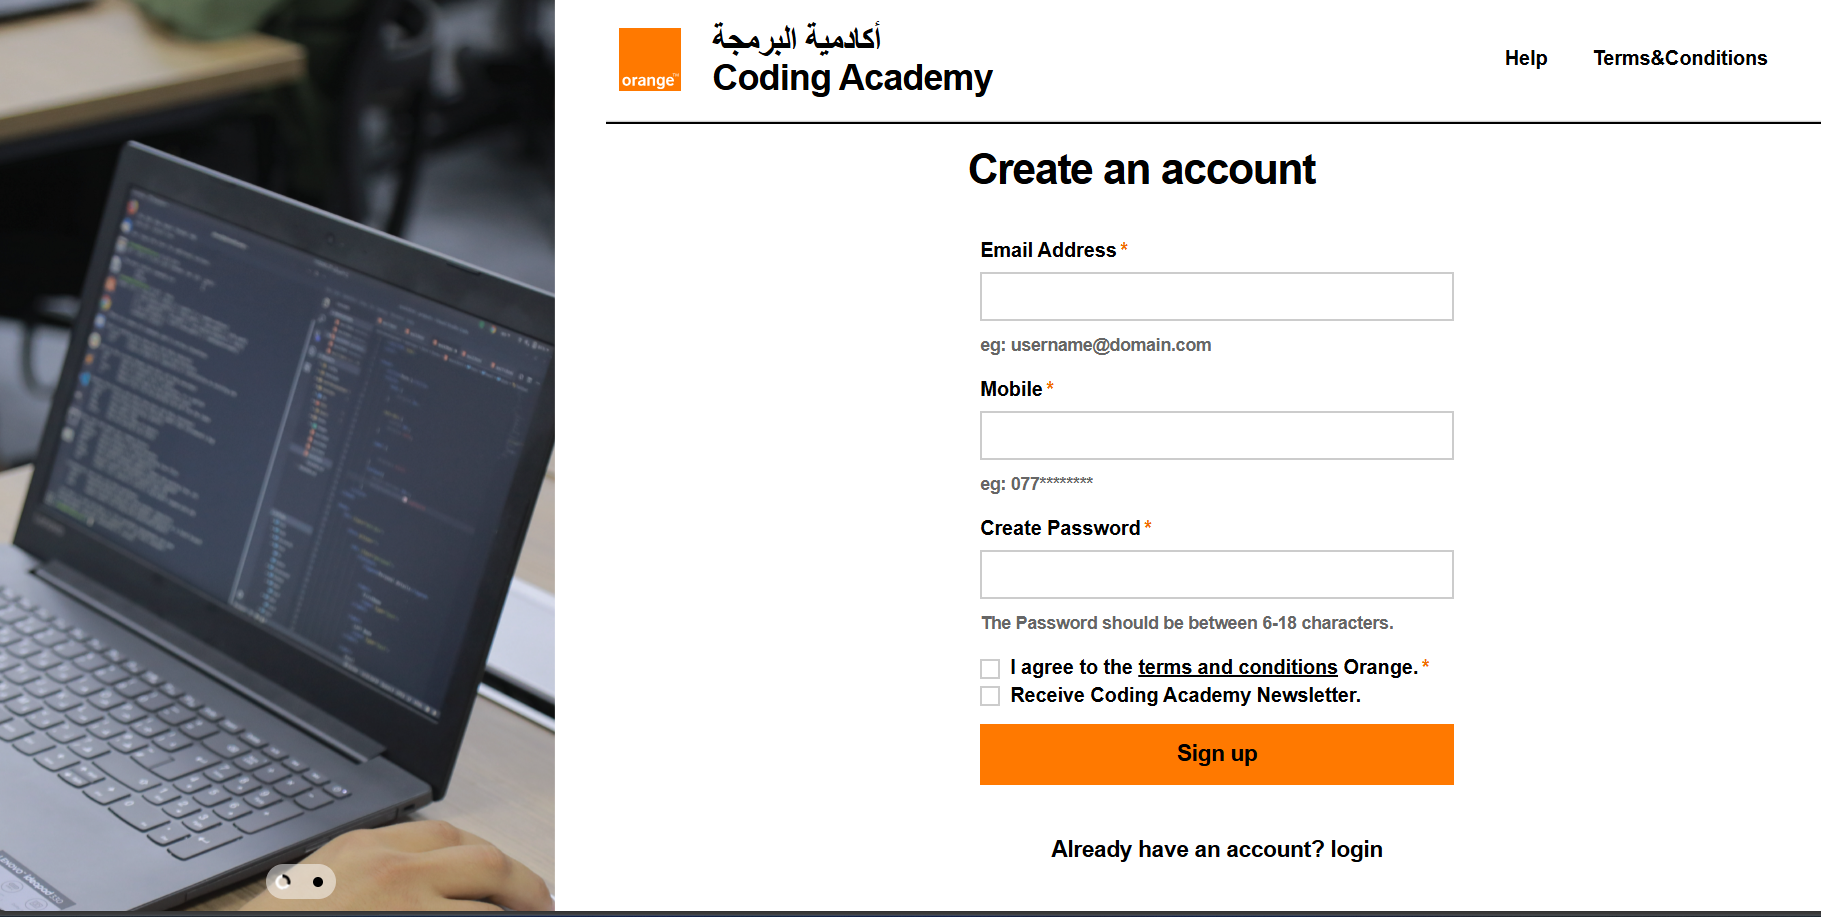 orange™
أكادمية البرمجة
Coding Academy
Help
Terms&Conditions
Create an account
Email Address *
eg: username@domain.com
Mobile *
eg: 077********
Create Password *
The Password should be between 6-18 characters.
I agree to the terms and conditions Orange. *
Receive Coding Academy Newsletter.
Sign up
Already have an account? login